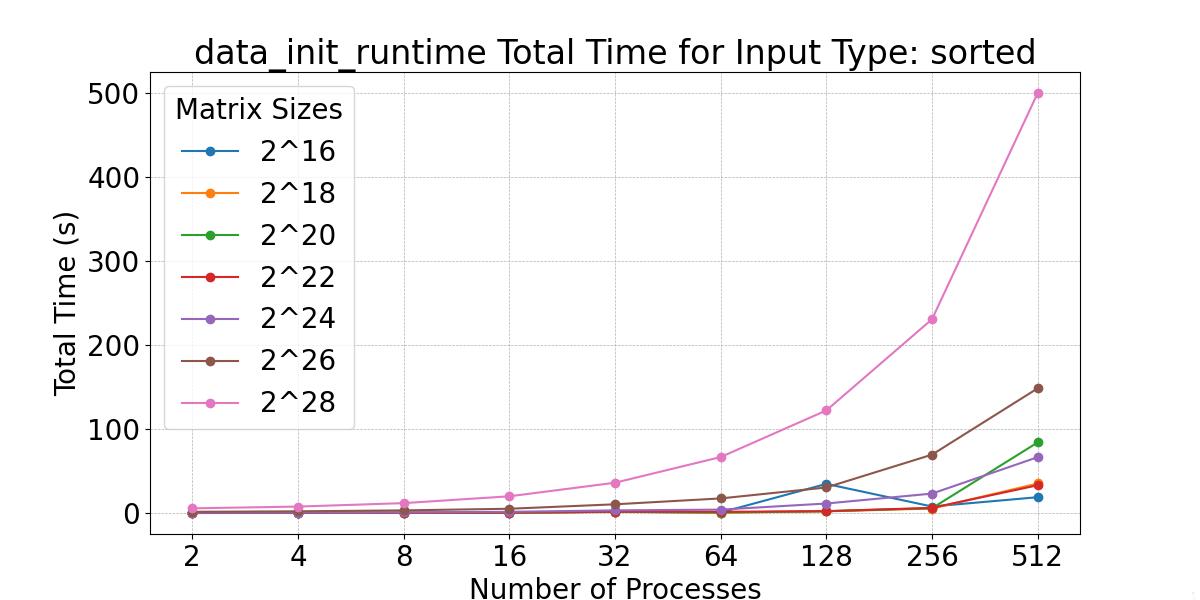 data_init_runtime Total Time for Input Type: sorted
Total Time (s)
500
400
300
200
100
0
Matrix Sizes
2^16
2^18
2^20
2^22
2^24
2^26
2^28
2 4 8 16 32 64 128 256 512
Number of Processes